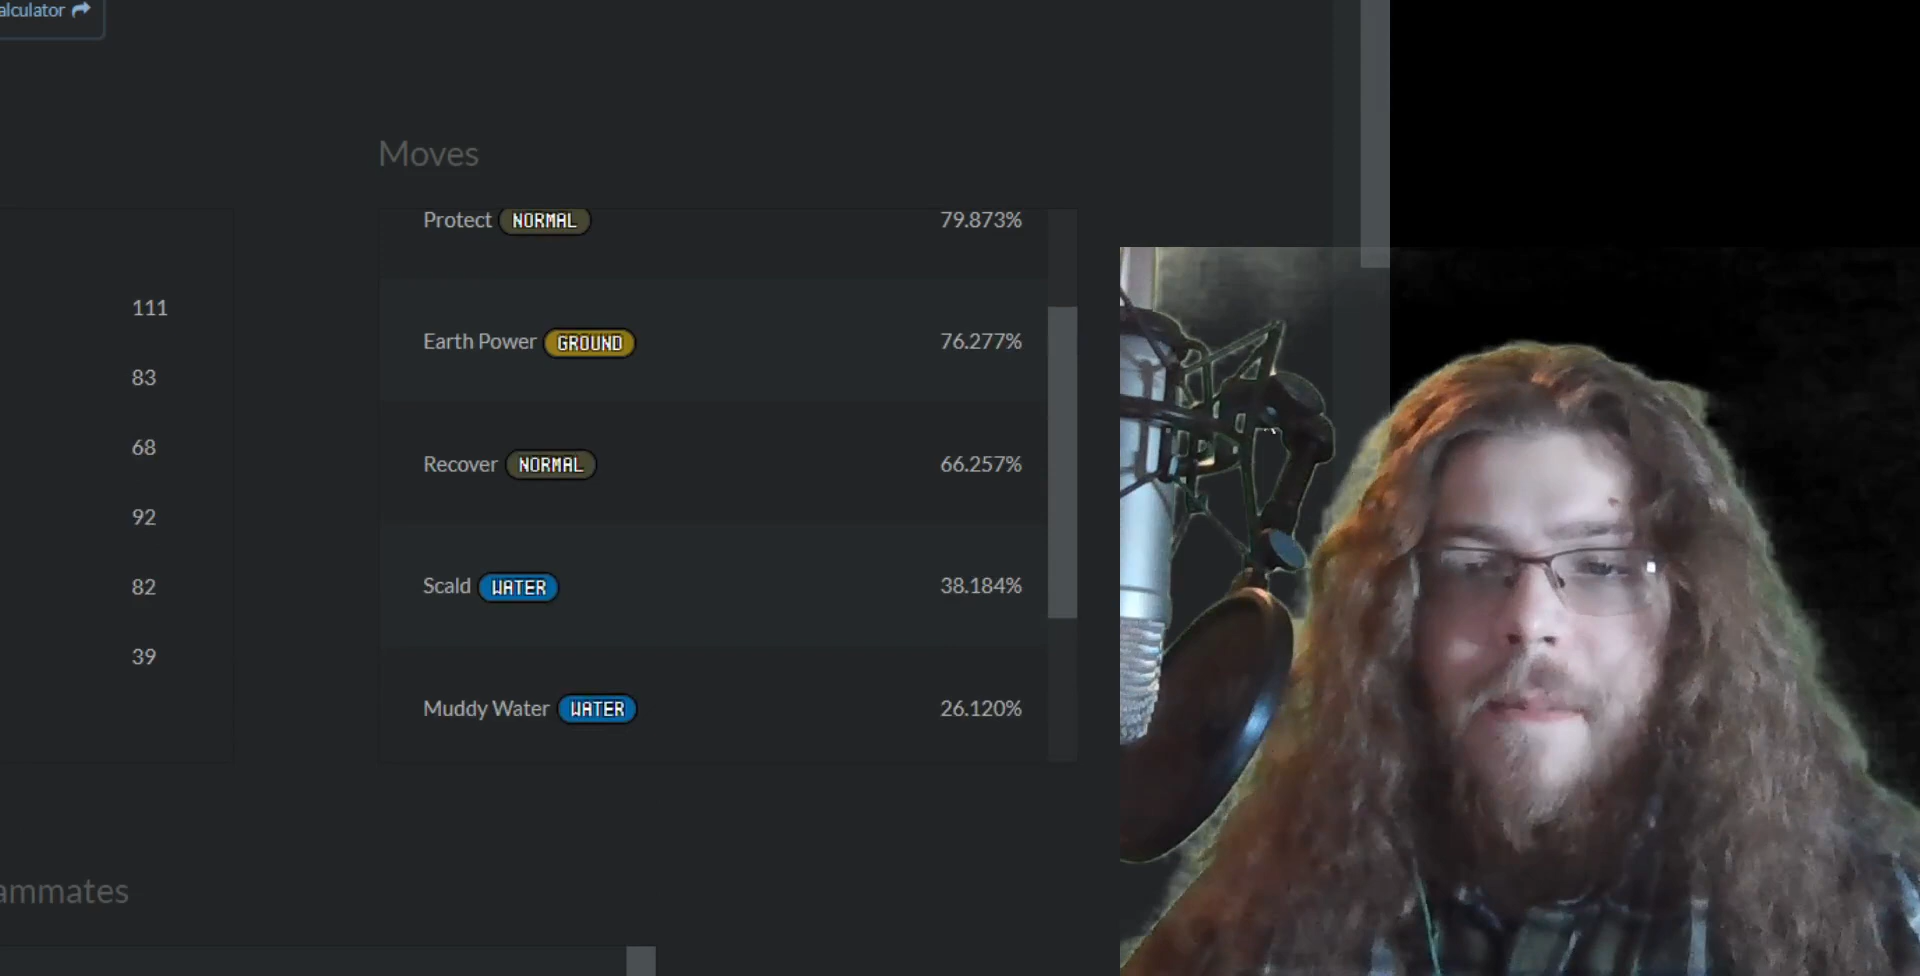 alculator
Moves
Protect NORMAL 79.873%
111
Earth Power GROUND 76.277%
83
68
Recover NORMAL 66.257%
92
82
Scald WATER 38.184%
39
Muddy Water WATER 26.120%
ammates